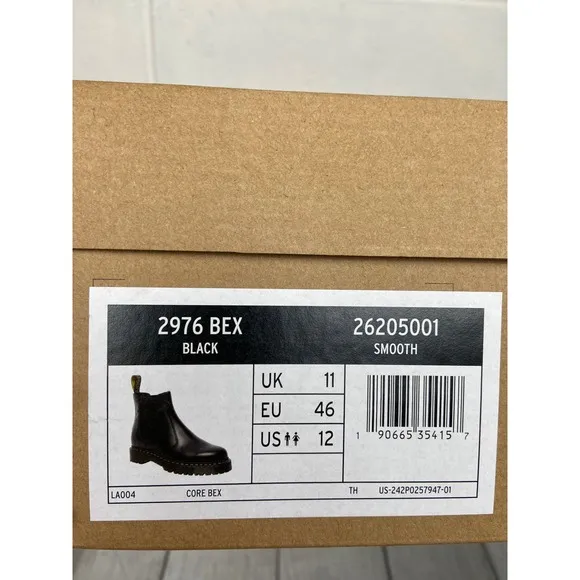 2976 BEX 26205001
BLACK SMOOTH
UK 11
EU 46
US 12
1 90665 35415 7
LA004 CORE BEX TH US-242P0257947-01